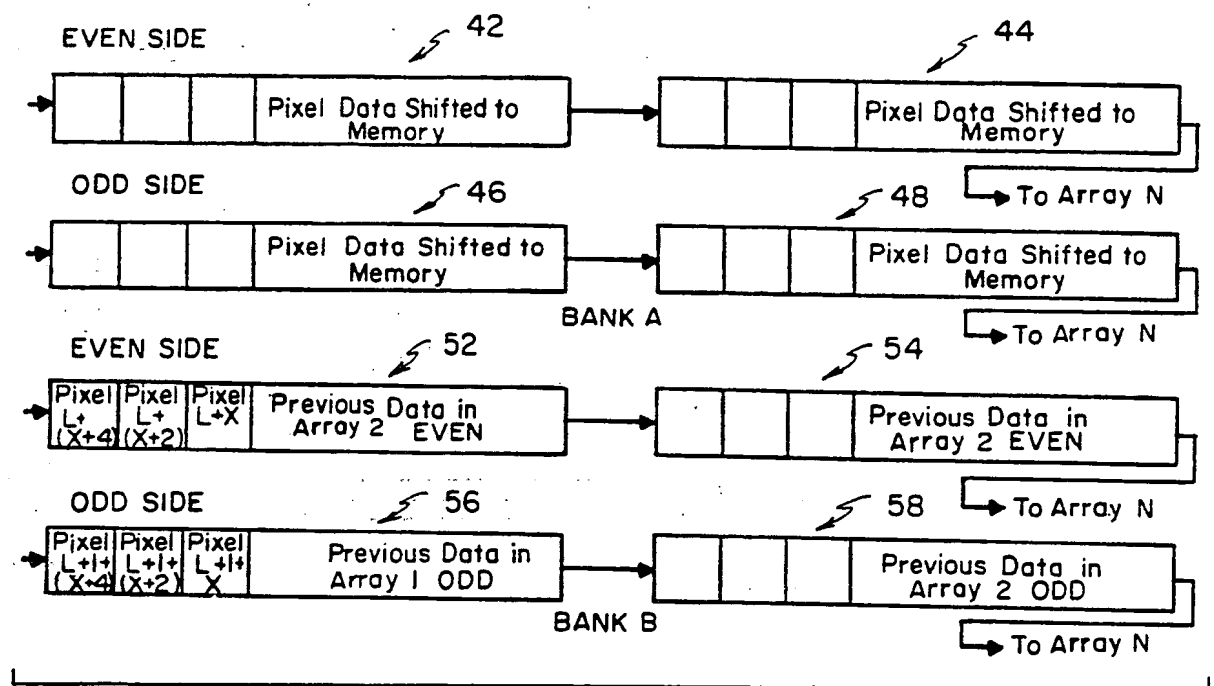 EVEN SIDE
42
44
Pixel Data Shifted to
Memory
Pixel Data Shifted to
Memory
To Array N
ODD SIDE
46
48
Pixel Data Shifted to
Memory
Pixel Data Shifted to
Memory
To Array N
BANK A
EVEN SIDE
52
54
Pixel
L+
(X+4)
Pixel
L+
(X+2)
Pixel
L+X
Previous Data in
Array 2 EVEN
Previous Data in
Array 2 EVEN
To Array N
ODD SIDE
56
58
Pixel
L+1+
(X+4)
Pixel
L+1+
(X+2)
Pixel
L+1+
X
Previous Data in
Array 1 ODD
Previous Data in
Array 2 ODD
BANK B
To Array N